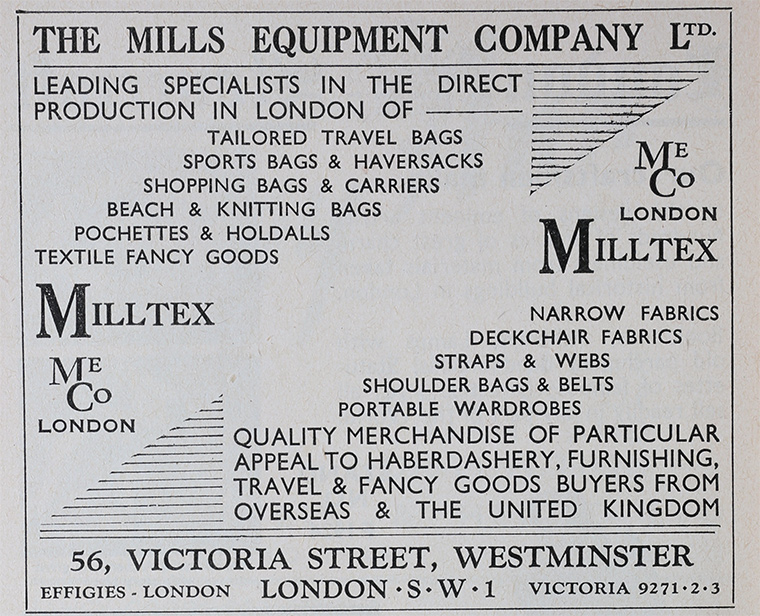 THE MILLS EQUIPMENT COMPANY LTD.
LEADING SPECIALISTS IN THE DIRECT
PRODUCTION IN LONDON OF
TAILORED TRAVEL BAGS
SPORTS BAGS & HAVERSACKS
SHOPPING BAGS & CARRIERS
BEACH & KNITTING BAGS
POCHETTES & HOLDALLS
TEXTILE FANCY GOODS
ME
CO
LONDON
MILLTEX
MILLTEX
ME
CO
LONDON
NARROW FABRICS
DECKCHAIR FABRICS
STRAPS & WEBS
SHOULDER BAGS & BELTS
PORTABLE WARDROBES
QUALITY MERCHANDISE OF PARTICULAR
APPEAL TO HABERDASHERY, FURNISHING,
TRAVEL & FANCY GOODS BUYERS FROM
OVERSEAS & THE UNITED KINGDOM
56, VICTORIA STREET, WESTMINSTER
EFFIGIES - LONDON LONDON · S · W · 1 VICTORIA 9271 · 2 · 3